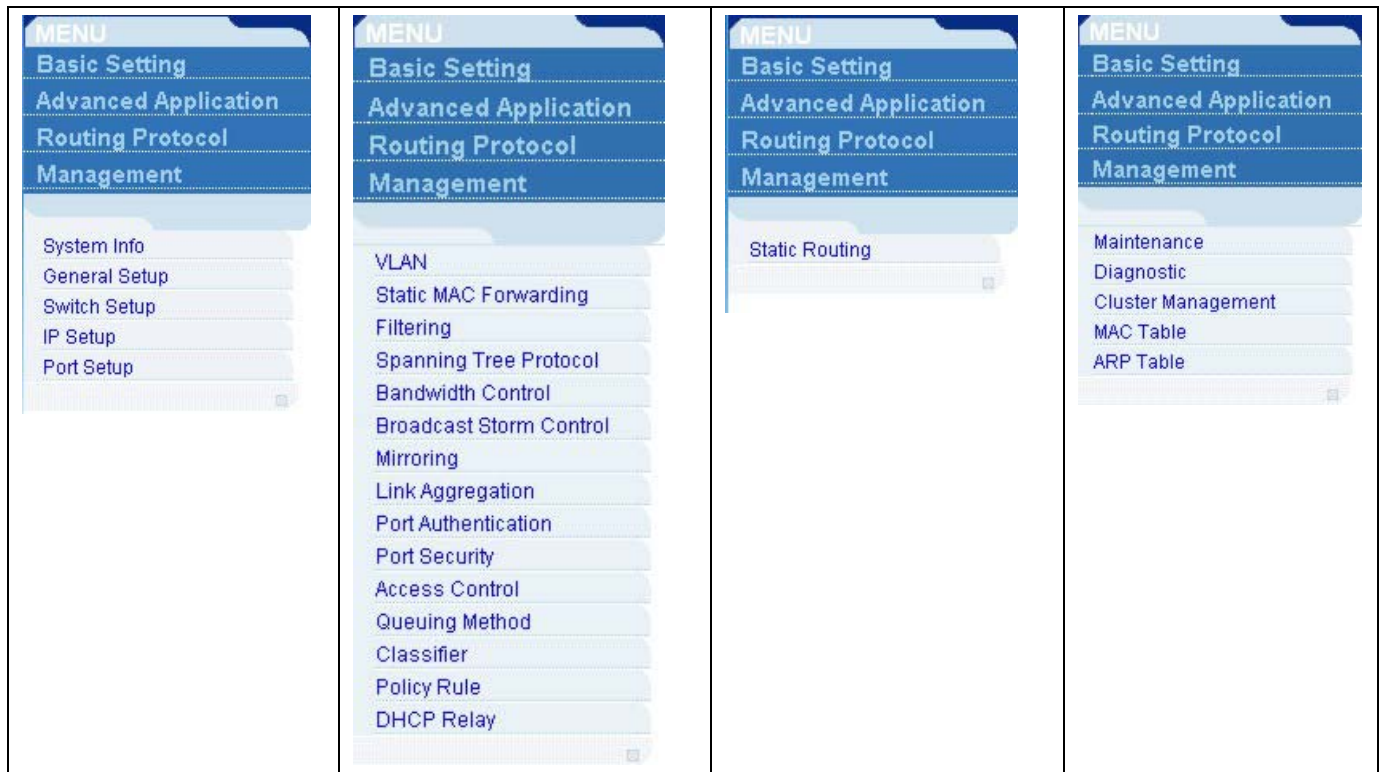 MENU
Basic Setting
Advanced Application
Routing Protocol
Management
System Info
General Setup
Switch Setup
IP Setup
Port Setup
MENU
Basic Setting
Advanced Application
Routing Protocol
Management
VLAN
Static MAC Forwarding
Filtering
Spanning Tree Protocol
Bandwidth Control
Broadcast Storm Control
Mirroring
Link Aggregation
Port Authentication
Port Security
Access Control
Queuing Method
Classifier
Policy Rule
DHCP Relay
MENU
Basic Setting
Advanced Application
Routing Protocol
Management
Static Routing
MENU
Basic Setting
Advanced Application
Routing Protocol
Management
Maintenance
Diagnostic
Cluster Management
MAC Table
ARP Table